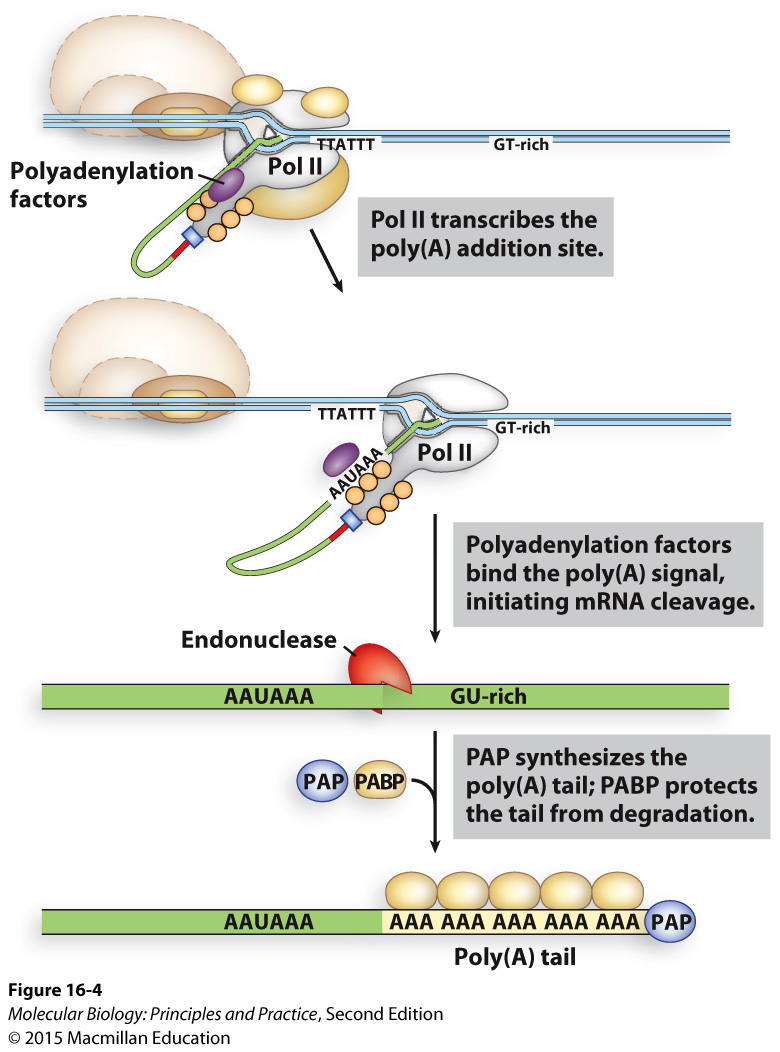 TTATTT
GT-rich
Polyadenylation
factors
Pol II
Pol II transcribes the
poly(A) addition site.
TTATTT
GT-rich
Pol II
AAUAAA
Polyadenylation factors
bind the poly(A) signal,
initiating mRNA cleavage.
Endonuclease
AAUAAA
GU-rich
PAP
PABP
PAP synthesizes the
poly(A) tail; PABP protects
the tail from degradation.
AAUAAA
AAA AAA AAA AAA AAA
PAP
Poly(A) tail
Figure 16-4
Molecular Biology: Principles and Practice, Second Edition
© 2015 Macmillan Education